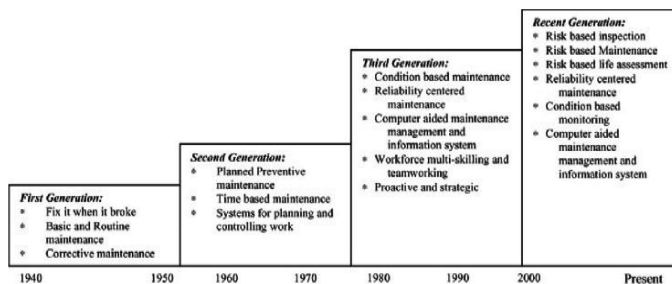 First Generation:
* Fix it when it broke
* Basic and Routine
maintenance
* Corrective maintenance
Second Generation:
* Planned Preventive
maintenance
* Time based maintenance
* Systems for planning and
controlling work
Third Generation:
* Condition based maintenance
* Reliability centered
maintenance
* Computer aided maintenance
management and
information system
* Workforce multi-skilling and
teamworking
* Proactive and strategic
Recent Generation:
* Risk based inspection
* Risk based Maintenance
* Risk based life assessment
* Reliability centered
maintenance
* Condition based
monitoring
* Computer aided
maintenance
management and
information system
1940 1950 1960 1970 1980 1990 2000 Present